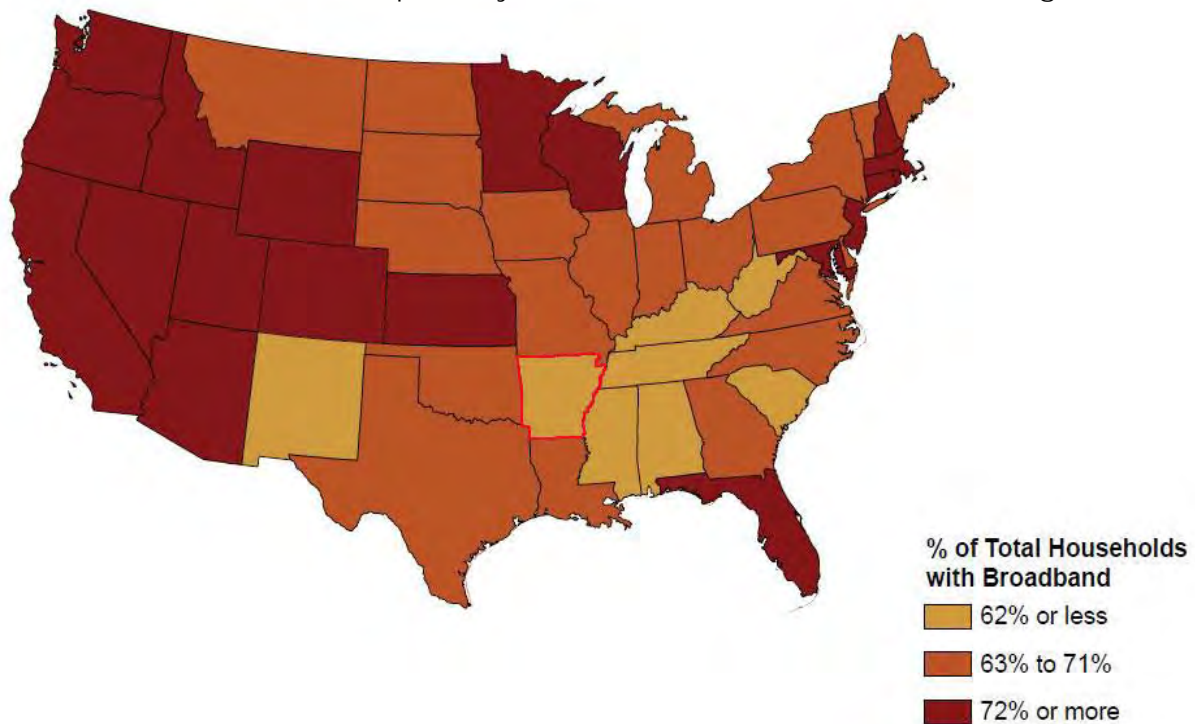 % of Total Households
with Broadband
62% or less
63% to 71%
72% or more